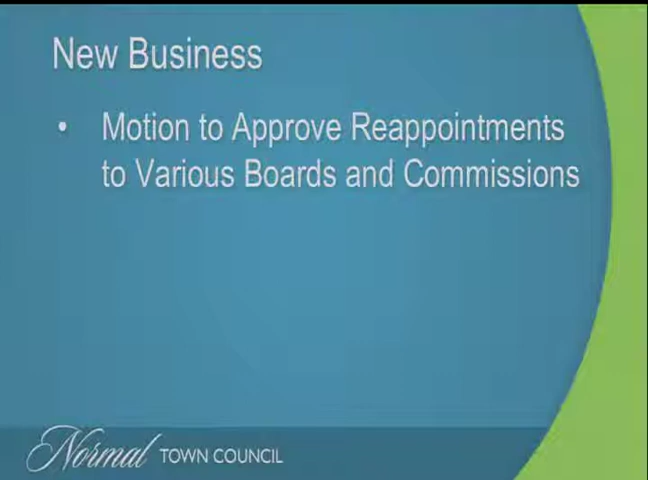 New Business
• Motion to Approve Reappointments
to Various Boards and Commissions
Normal TOWN COUNCIL